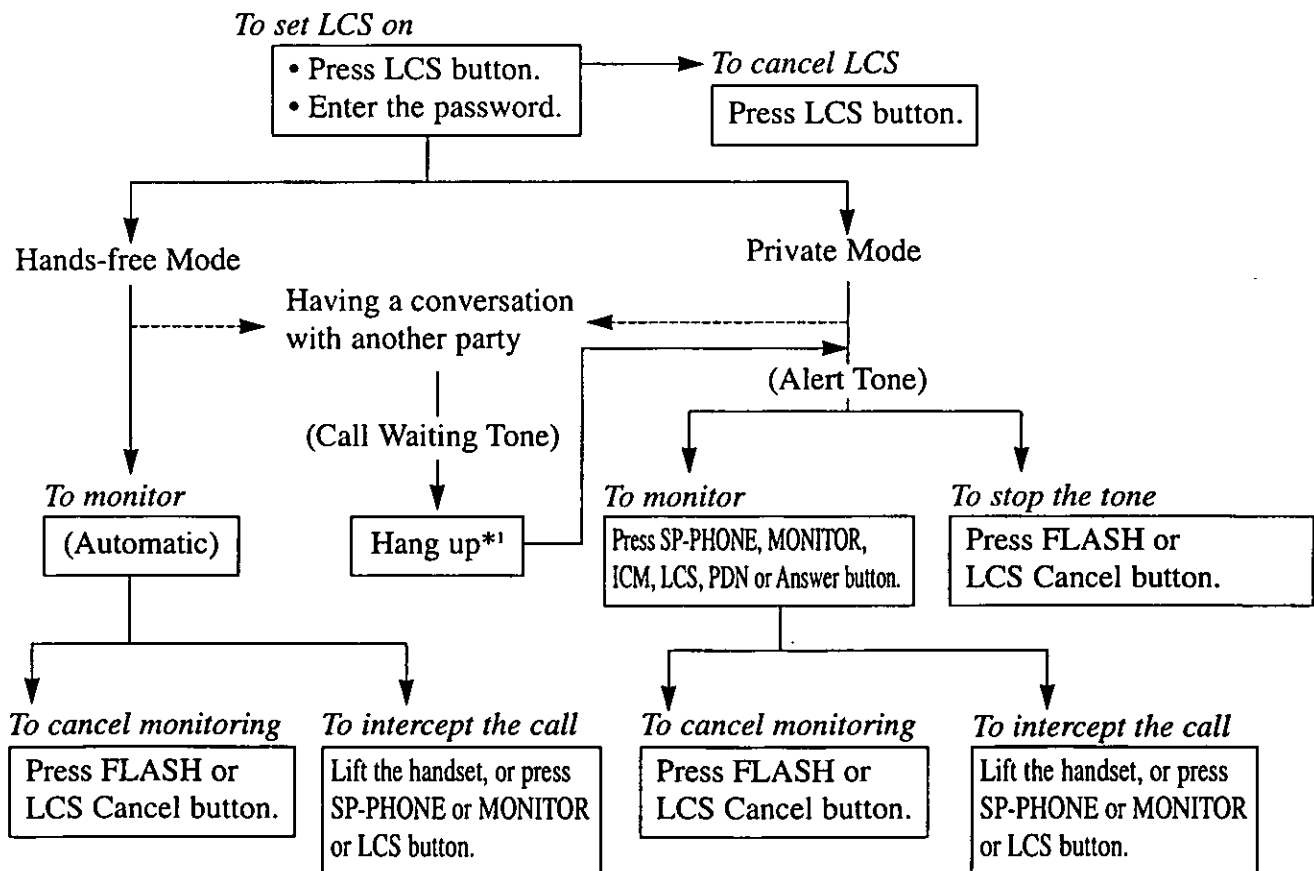 To set LCS on
• Press LCS button.
• Enter the password.
To cancel LCS
Press LCS button.
Hands-free Mode
Private Mode
Having a conversation
with another party
(Alert Tone)
(Call Waiting Tone)
To monitor
(Automatic)
Hang up*1
To monitor
Press SP-PHONE, MONITOR,
ICM, LCS, PDN or Answer button.
To stop the tone
Press FLASH or
LCS Cancel button.
To cancel monitoring
Press FLASH or
LCS Cancel button.
To intercept the call
Lift the handset, or press
SP-PHONE or MONITOR
or LCS button.
To cancel monitoring
Press FLASH or
LCS Cancel button.
To intercept the call
Lift the handset, or press
SP-PHONE or MONITOR
or LCS button.